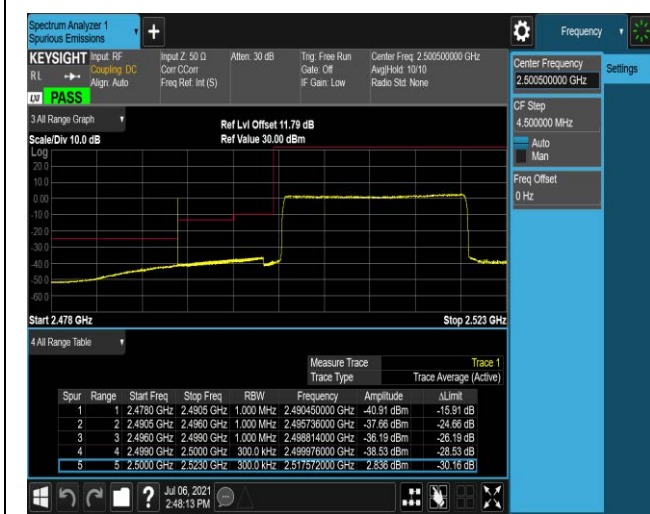 Spectrum Analyzer 1
Spurious Emissions
+
Frequency
KEYSIGHT Input: RF Input Z: 50 Ω Atten: 30 dB Trig: Free Run Center Freq: 2.500500000 GHz
RL Coupling: DC Corr CCorr Gate: Off Avg|Hold: 10/10
Align: Auto Freq Ref: Int (S) IF Gain: Low Radio Std: None
LXI PASS
Center Frequency
2.500500000 GHz
Settings
CF Step
4.500000 MHz
Auto
Man
Freq Offset
0 Hz
3 All Range Graph
Ref Lvl Offset 11.79 dB
Scale/Div 10.0 dB Ref Value 30.00 dBm
Log
20.0
10.0
0.00
-10.0
-20.0
-30.0
-40.0
-50.0
-60.0
Start 2.478 GHz Stop 2.523 GHz
4 All Range Table
Measure Trace Trace 1
Trace Type Trace Average (Active)
Spur Range Start Freq Stop Freq RBW Frequency Amplitude ΔLimit
1 1 2.4780 GHz 2.4905 GHz 1.000 MHz 2.490450000 GHz -40.91 dBm -15.91 dB
2 2 2.4905 GHz 2.4960 GHz 1.000 MHz 2.495736000 GHz -37.66 dBm -24.66 dB
3 3 2.4960 GHz 2.4990 GHz 1.000 MHz 2.498814000 GHz -36.19 dBm -26.19 dB
4 4 2.4990 GHz 2.5000 GHz 300.0 kHz 2.499976000 GHz -38.53 dBm -28.53 dB
5 5 2.5000 GHz 2.5230 GHz 300.0 kHz 2.517572000 GHz 2.836 dBm -30.16 dB
? Jul 06, 2021
2:48:13 PM